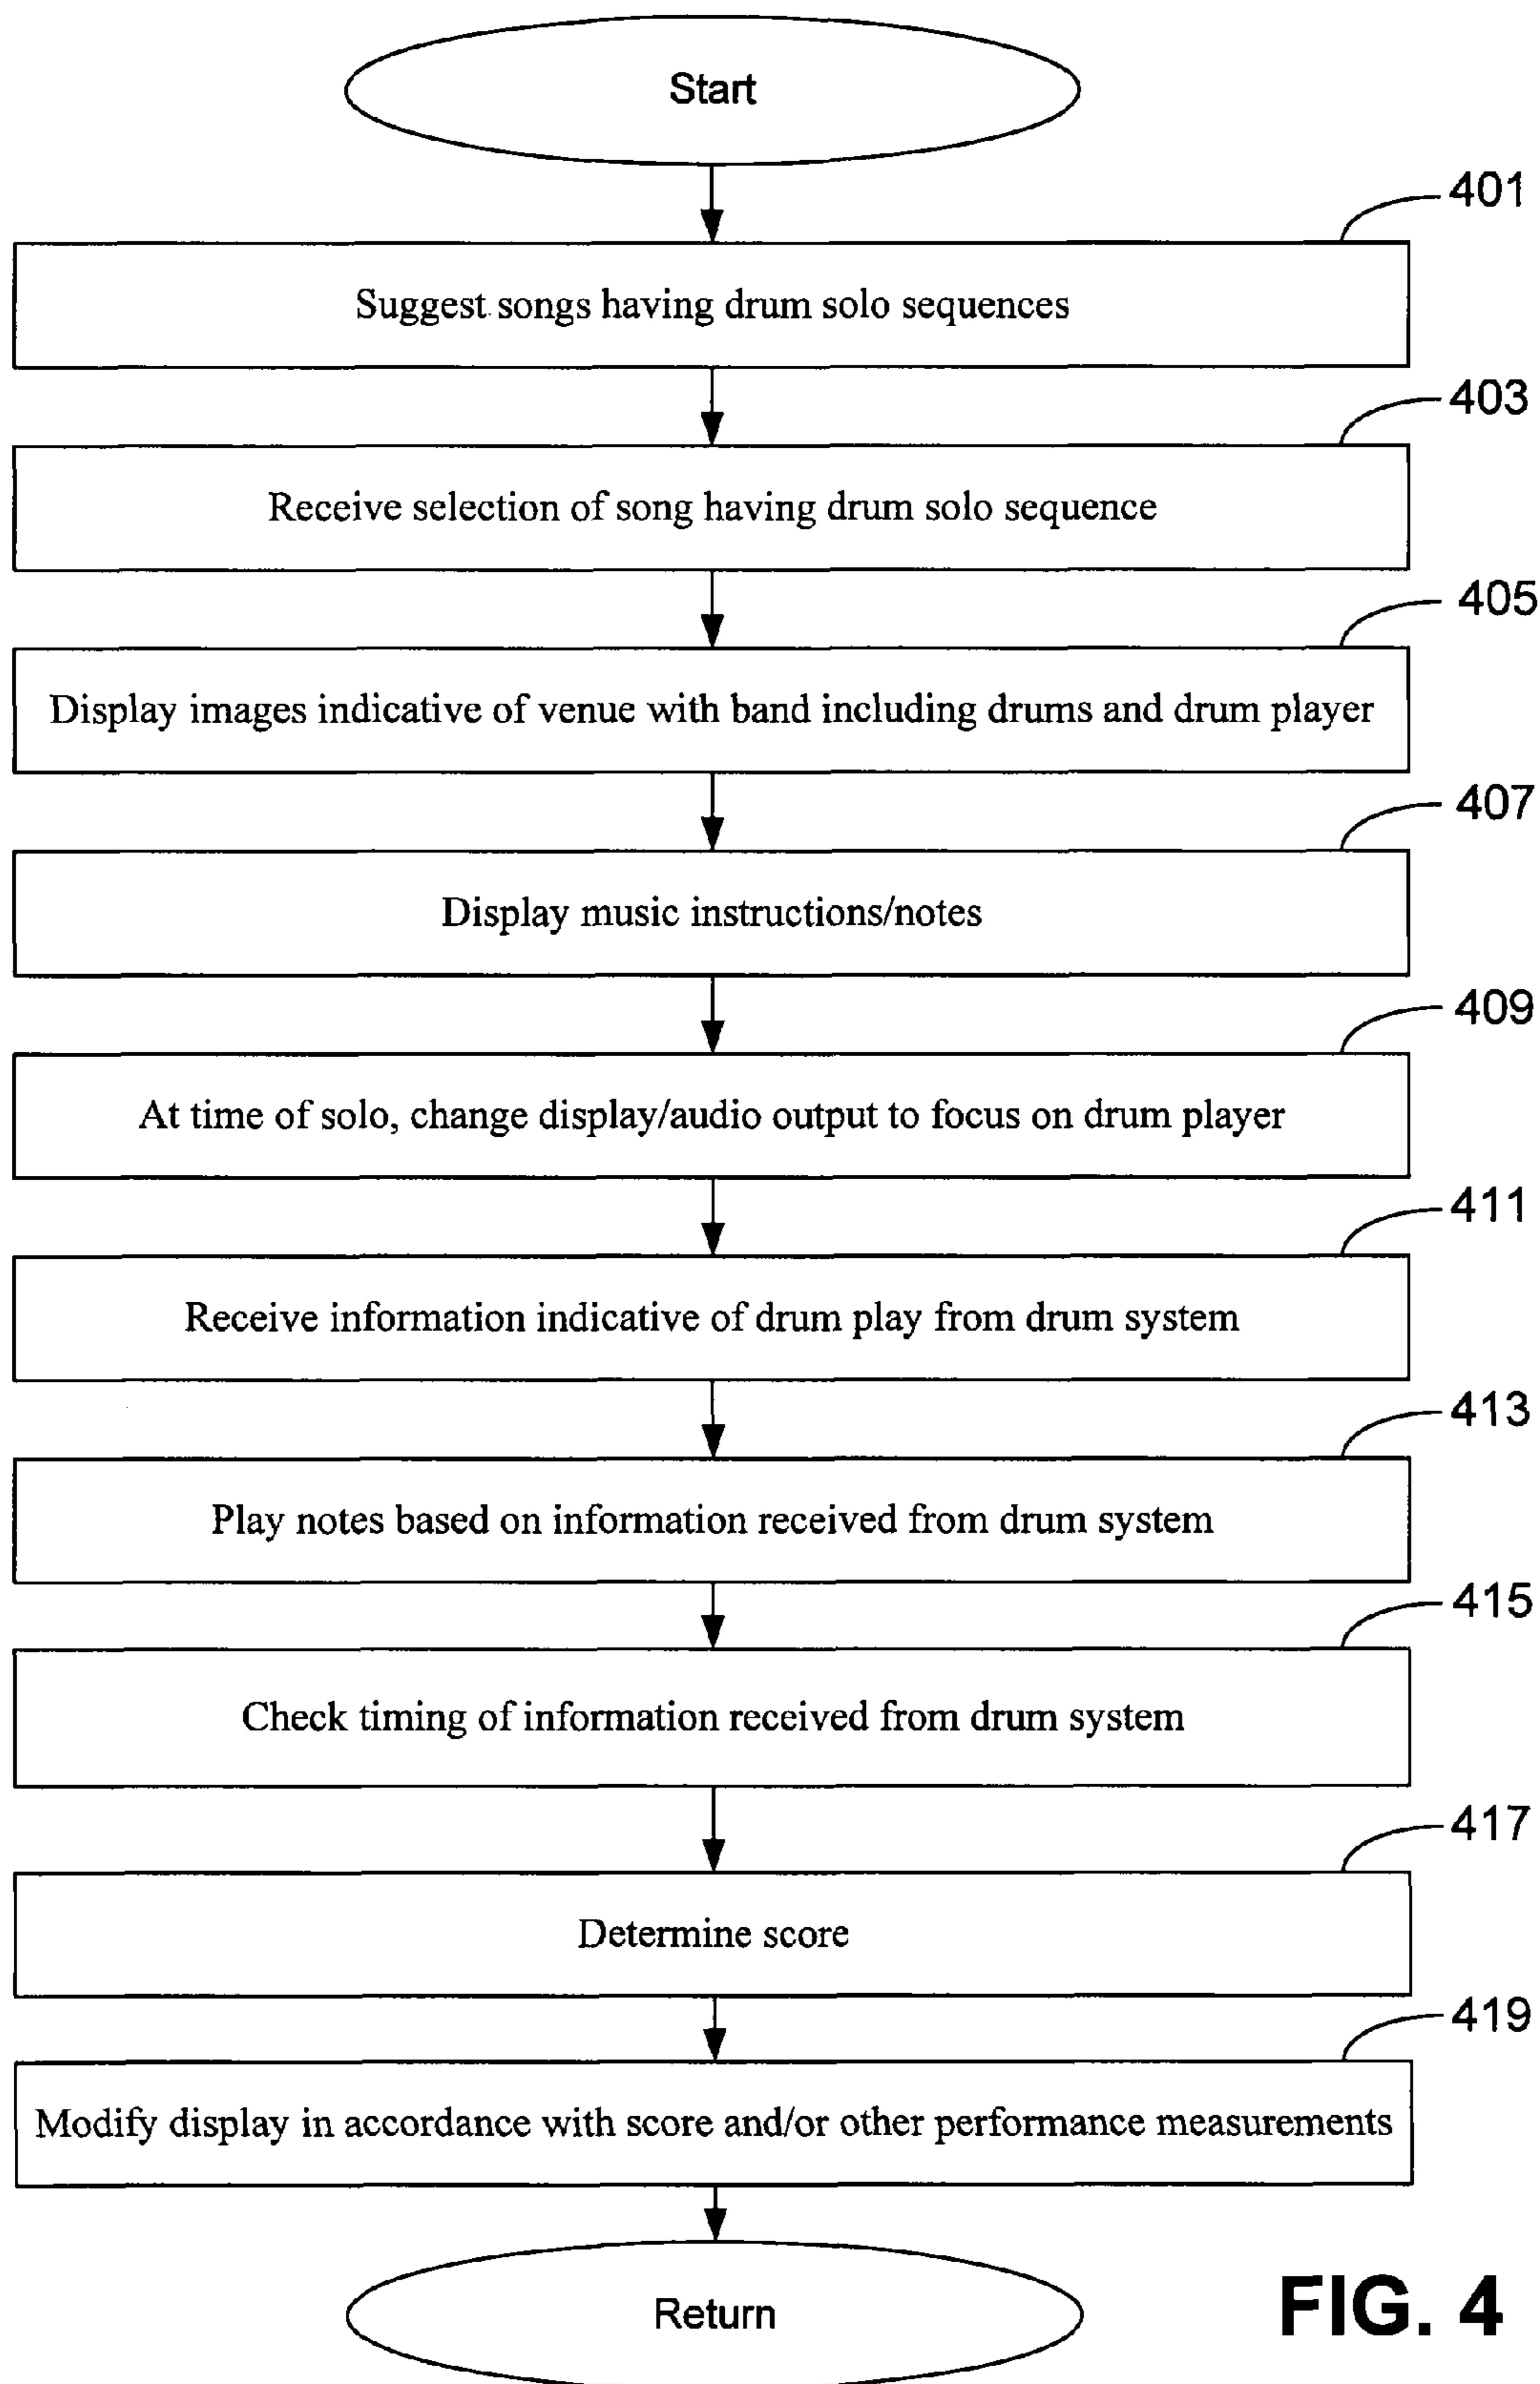 Start
401
Suggest songs having drum solo sequences
403
Receive selection of song having drum solo sequence
405
Display images indicative of venue with band including drums and drum player
407
Display music instructions/notes
409
At time of solo, change display/audio output to focus on drum player
411
Receive information indicative of drum play from drum system
413
Play notes based on information received from drum system
415
Check timing of information received from drum system
417
Determine score
419
Modify display in accordance with score and/or other performance measurements
Return
FIG. 4